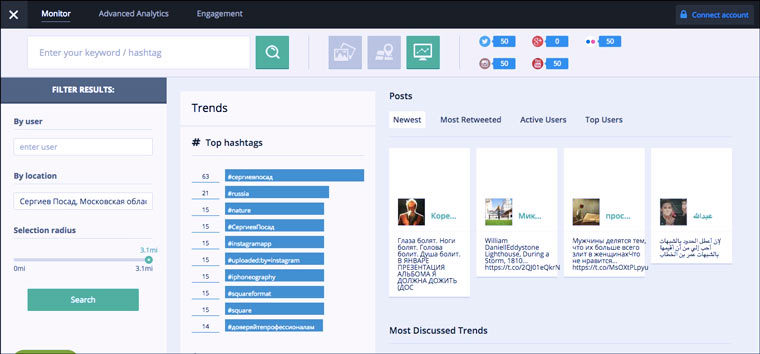 Monitor
Advanced Analytics
Engagement
Connect account
Enter your keyword / hashtag
50
0
50
50
50
FILTER RESULTS:
By user
enter user
By location
Сергиев Посад, Московская облас
Selection radius
3.1mi
0mi
3.1mi
Search
Trends
# Top hashtags
63 #сергиевпосад
21 #russia
15 #nature
15 #СергиевПосад
15 #instagramapp
15 #uploaded:by=instagram
15 #iphoneography
15 #squareformat
15 #square
14 #доверяйтепрофессионалам
Posts
Newest
Most Retweeted
Active Users
Top Users
Коре...
Глаза болят. Ноги
болят. Голова
болит. Душа болит.
В ЯНВАРЕ
ПРЕЗЕНТАЦИЯ
АЛЬБОМА Я
ДОЛЖНА ДОЖИТЬ
(ДОС
Мик...
William
DanielEddystone
Lighthouse, During a
Storm, 1810...
https://t.co/2QJ01eQkrN
прос...
Мужчины делятся тем,
что их больше всего
злит в женщинахЧто
не нравится...
https://t.co/MsOXtPLpyu
عبدالله
لإن أعطل الحدود بالشبهات
أحب إلي من أن أقيمها
بالشبهات عمر بن الخطاب
Most Discussed Trends